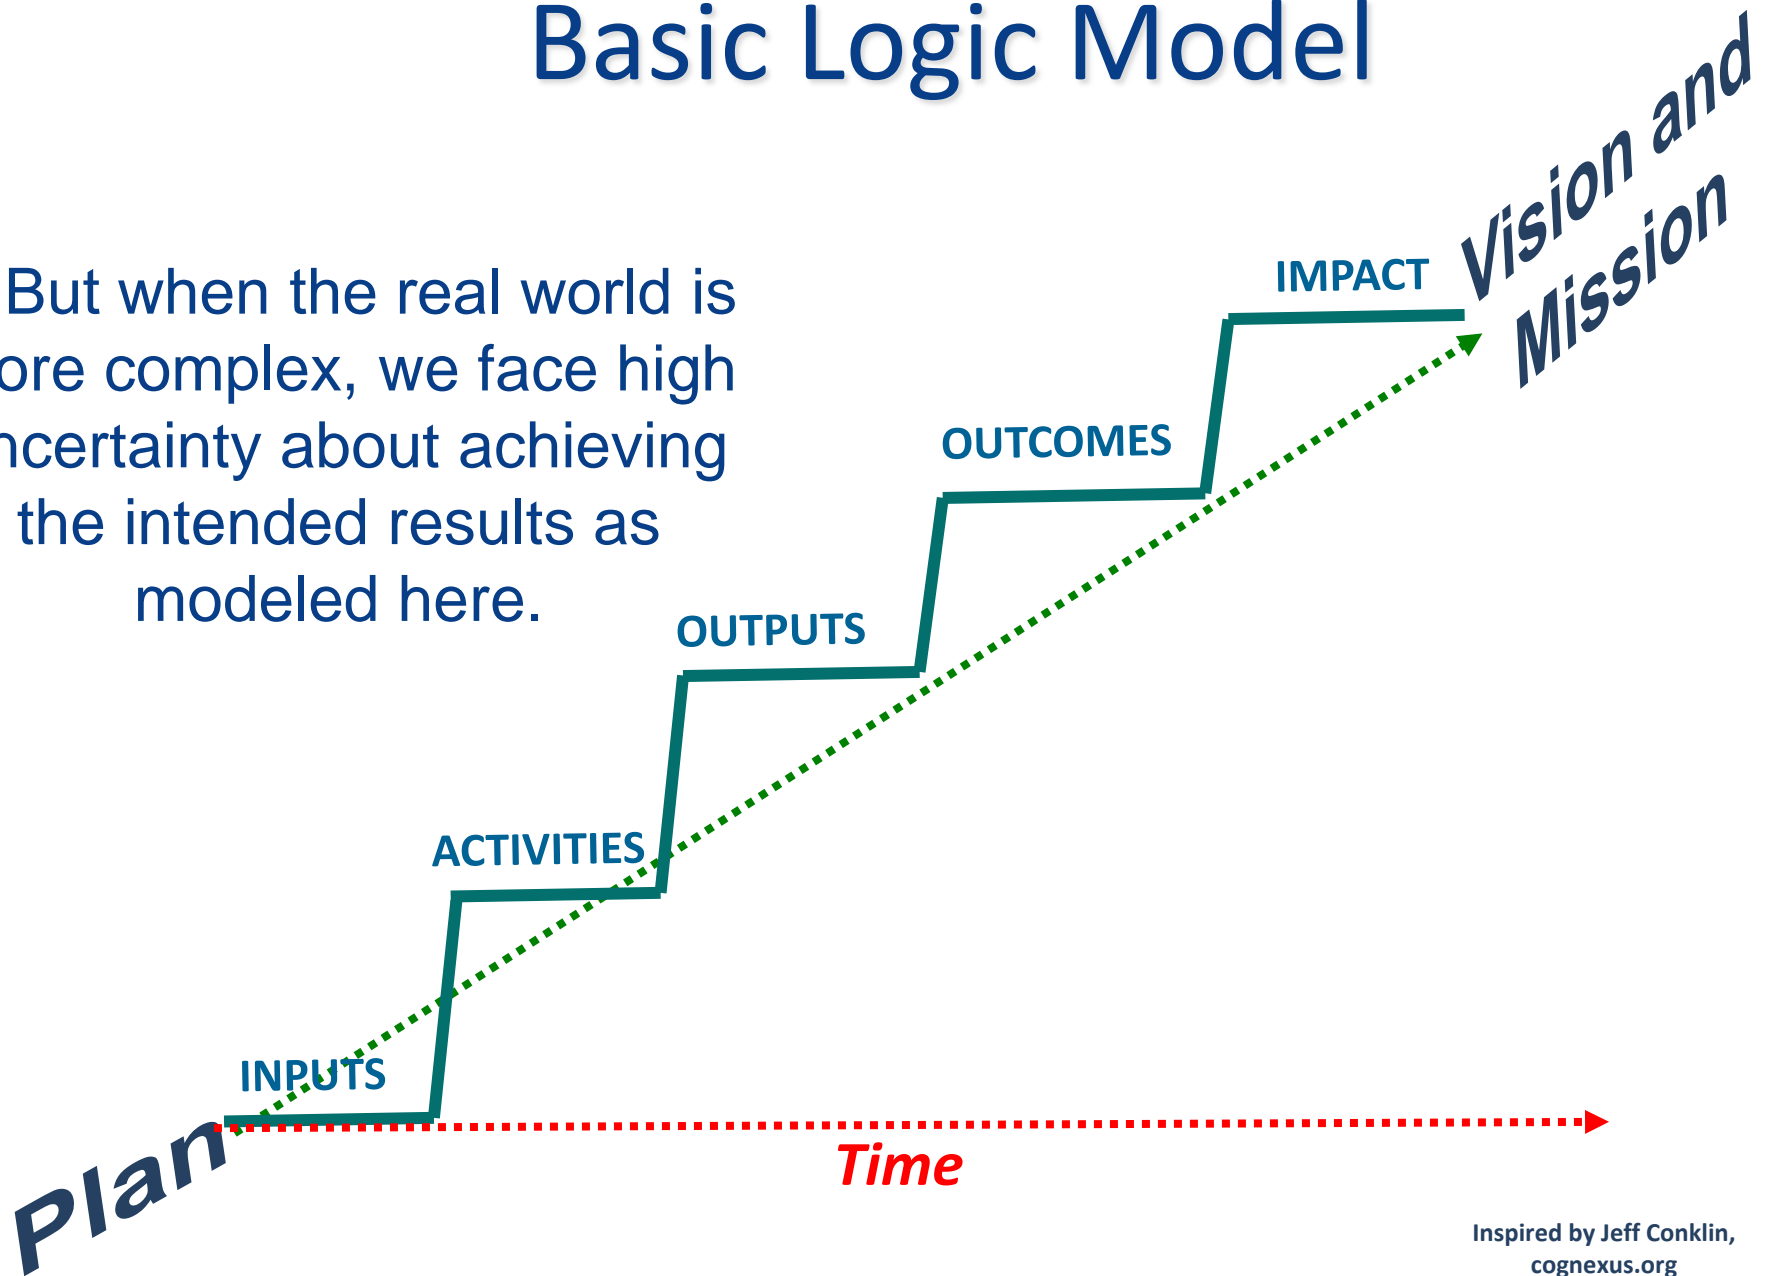 Basic Logic Model
Vision and
Mission
But when the real world is
ore complex, we face high
ncertainty about achieving
the intended results as
modeled here.
IMPACT
OUTCOMES
OUTPUTS
ACTIVITIES
INPUTS
Plan
Time
Inspired by Jeff Conklin,
cognexus.org